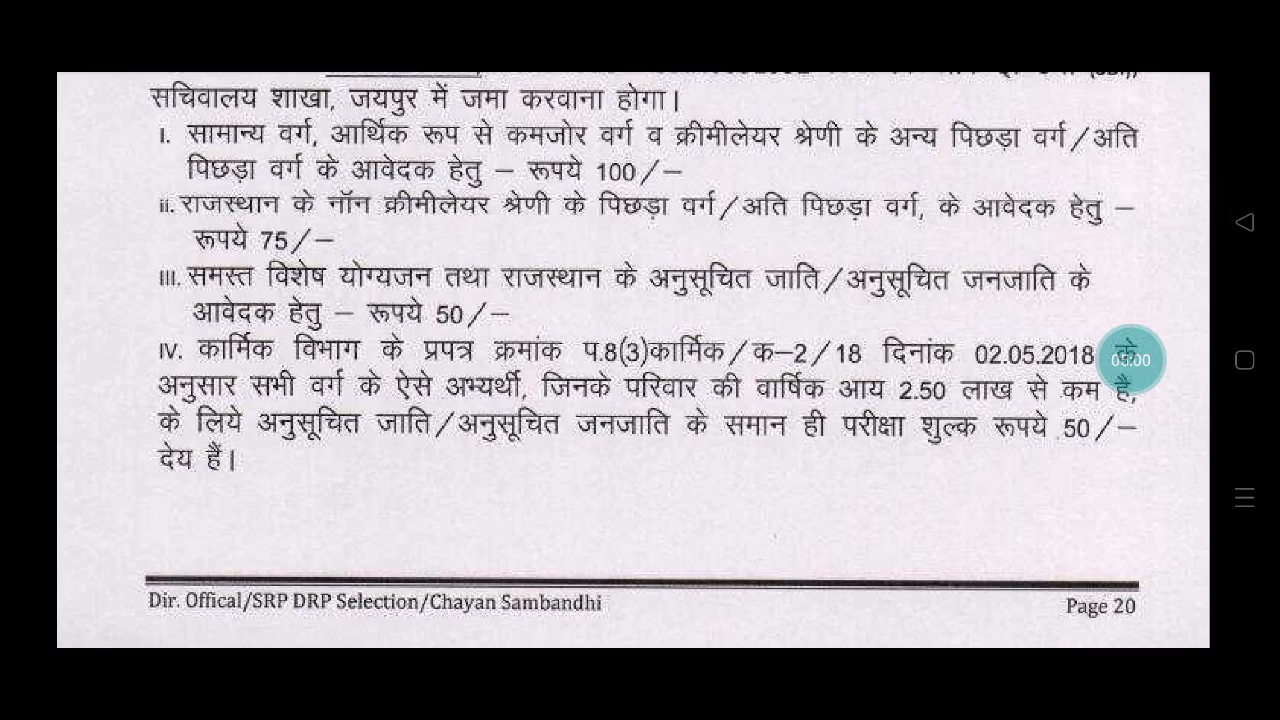 सचिवालय शाखा, जयपुर में जमा करवाना होगा।
I. सामान्य वर्ग, आर्थिक रूप से कमजोर वर्ग व क्रीमीलेयर श्रेणी के अन्य पिछड़ा वर्ग/अति
पिछड़ा वर्ग के आवेदक हेतु – रूपये 100/–
ii. राजस्थान के नॉन क्रीमीलेयर श्रेणी के पिछड़ा वर्ग/अति पिछड़ा वर्ग, के आवेदक हेतु –
रूपये 75/–
III. समस्त विशेष योग्यजन तथा राजस्थान के अनुसूचित जाति/अनुसूचित जनजाति के
आवेदक हेतु – रूपये 50/–
IV. कार्मिक विभाग के प्रपत्र क्रमांक प.8(3)कार्मिक/क–2/18 दिनांक 02.05.2018 के
05:00
अनुसार सभी वर्ग के ऐसे अभ्यर्थी, जिनके परिवार की वार्षिक आय 2.50 लाख से कम है,
के लिये अनुसूचित जाति/अनुसूचित जनजाति के समान ही परीक्षा शुल्क रूपये 50/–
देय हैं।
Dir. Offical/SRP DRP Selection/Chayan Sambandhi
Page 20